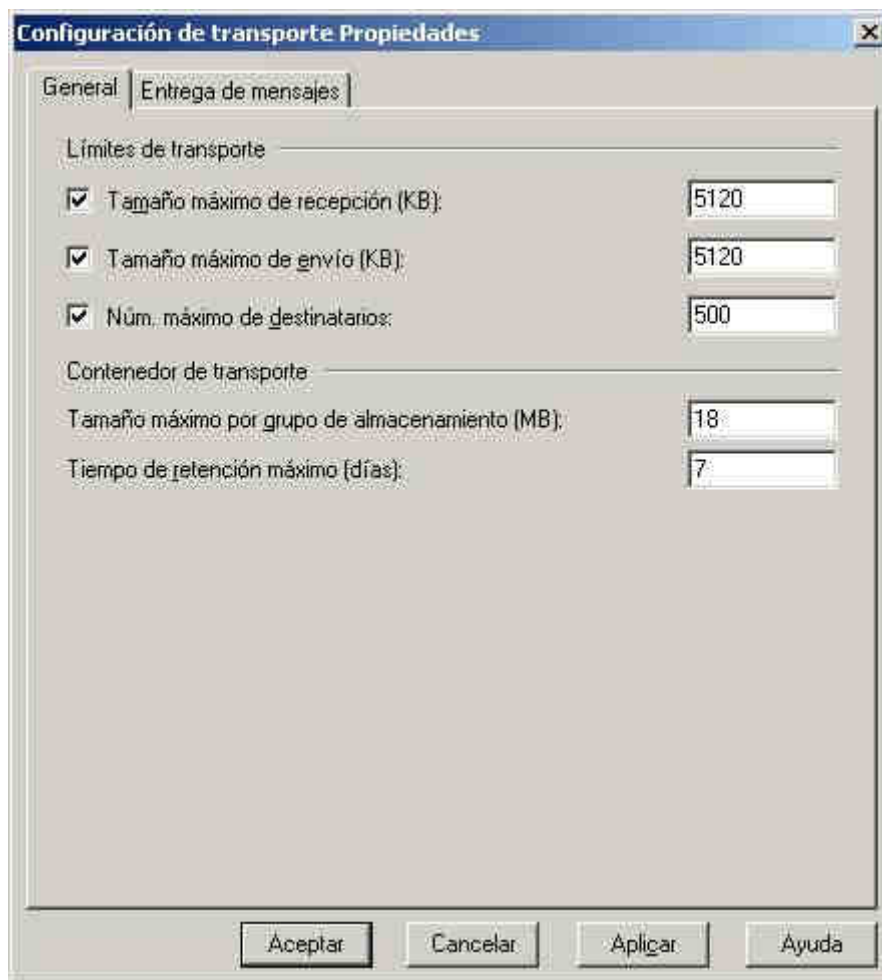 Configuración de transporte Propiedades
General Entrega de mensajes
Límites de transporte
Tamaño máximo de recepción (KB): 5120
Tamaño máximo de envío (KB): 5120
Núm. máximo de destinatarios: 500
Contenedor de transporte
Tamaño máximo por grupo de almacenamiento (MB): 18
Tiempo de retención máximo (días): 7
Aceptar Cancelar Aplicar Ayuda